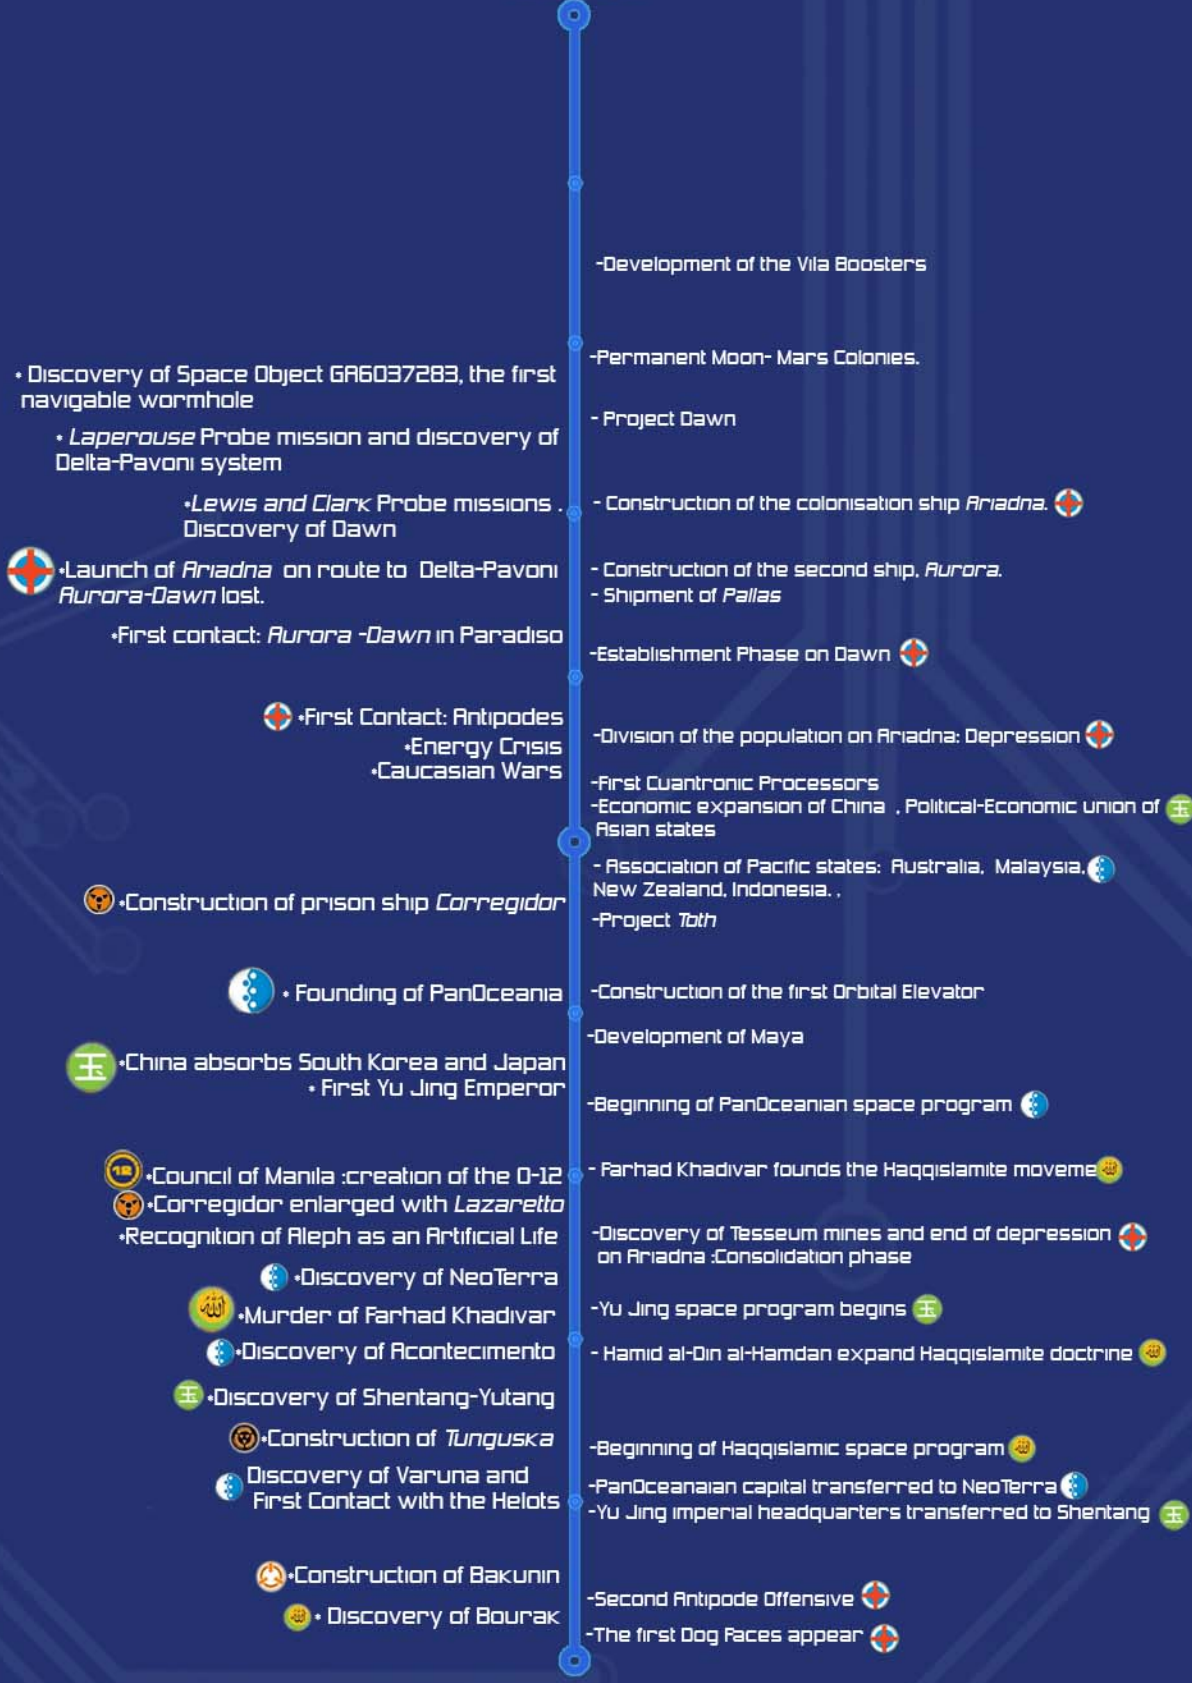 -Development of the Vila Boosters
-Permanent Moon- Mars Colonies.
• Discovery of Space Object GA6037283, the first
navigable wormhole
- Project Dawn
• Laperouse Probe mission and discovery of
Delta-Pavoni system
•Lewis and Clark Probe missions .
Discovery of Dawn
- Construction of the colonisation ship Ariadna.
•Launch of Ariadna on route to Delta-Pavoni
Aurora-Dawn lost.
- Construction of the second ship, Aurora.
- Shipment of Pallas
•First contact: Aurora -Dawn in Paradiso
-Establishment Phase on Dawn
•First Contact: Antipodes
•Energy Crisis
•Caucasian Wars
-Division of the population on Ariadna: Depression
-First Cuantronic Processors
-Economic expansion of China , Political-Economic union of
Asian states
玉
- Association of Pacific states: Australia, Malaysia,
New Zealand, Indonesia. ,
•Construction of prison ship Corregidor
-Project Toth
• Founding of PanOceania
-Construction of the first Orbital Elevator
-Development of Maya
玉
•China absorbs South Korea and Japan
• First Yu Jing Emperor
-Beginning of PanOceanian space program
12
•Council of Manila :creation of the O-12
- Farhad Khadivar founds the Haqqislamite moveme
•Corregidor enlarged with Lazaretto
•Recognition of Aleph as an Artificial Life
-Discovery of Tesseum mines and end of depression
on Ariadna :Consolidation phase
•Discovery of NeoTerra
الله
•Murder of Farhad Khadivar
-Yu Jing space program begins
玉
•Discovery of Acontecimento
- Hamid al-Din al-Hamdan expand Haqqislamite doctrine
玉
•Discovery of Shentang-Yutang
•Construction of Tunguska
-Beginning of Haqqislamic space program
Discovery of Varuna and
First Contact with the Helots
-PanOceanaian capital transferred to NeoTerra
-Yu Jing imperial headquarters transferred to Shentang
玉
•Construction of Bakunin
-Second Antipode Offensive
• Discovery of Bourak
-The first Dog Faces appear